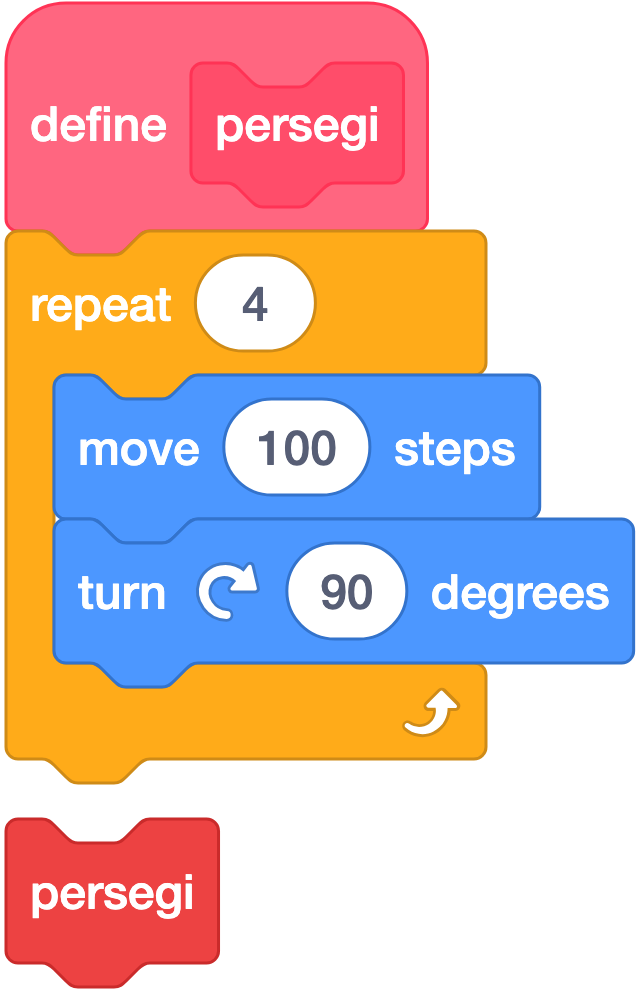 define persegi
repeat 4
move 100 steps
turn 90 degrees
persegi